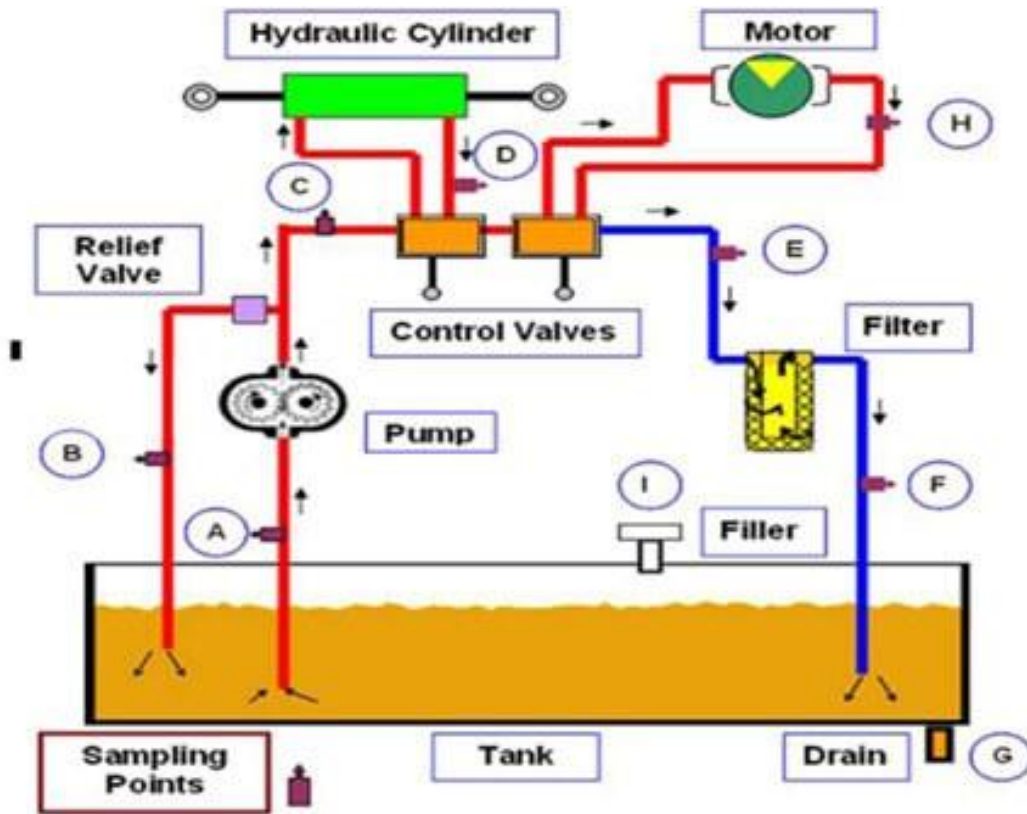 Hydraulic Cylinder
Motor
H
D
C
Relief
Valve
E
Control Valves
Filter
Pump
B
I
F
A
Filler
Sampling
Points
Tank
Drain
G